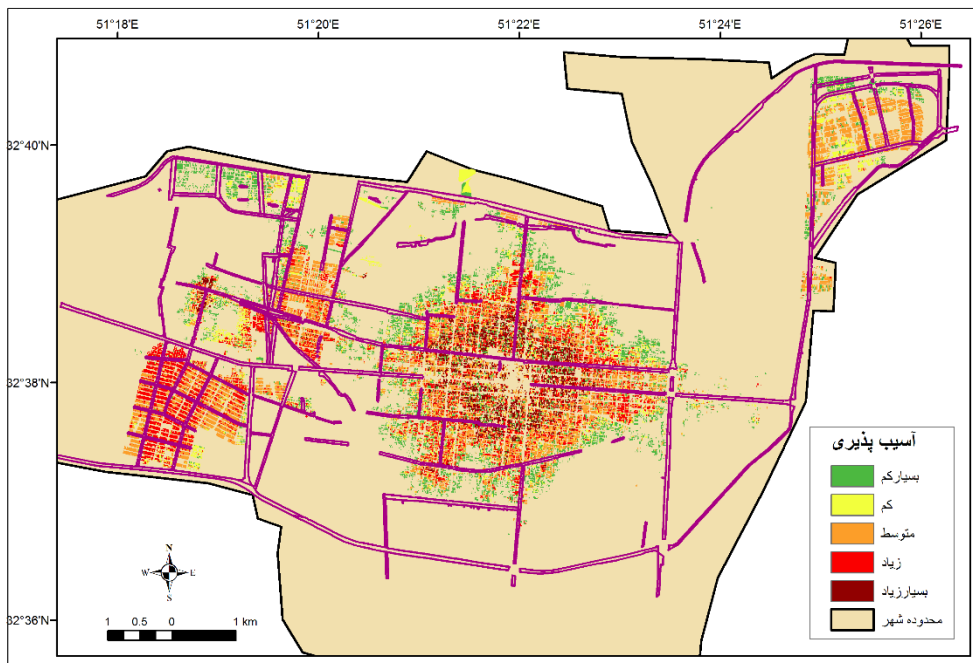 51°18'E 51°20'E 51°22'E 51°24'E 51°26'E
32°40'N
32°38'N
32°36'N
آسیب پذیری
بسیارکم
کم
متوسط
زیاد
بسیارزیاد
محدوده شهر
N
W E
S
1 0.5 0 1 km